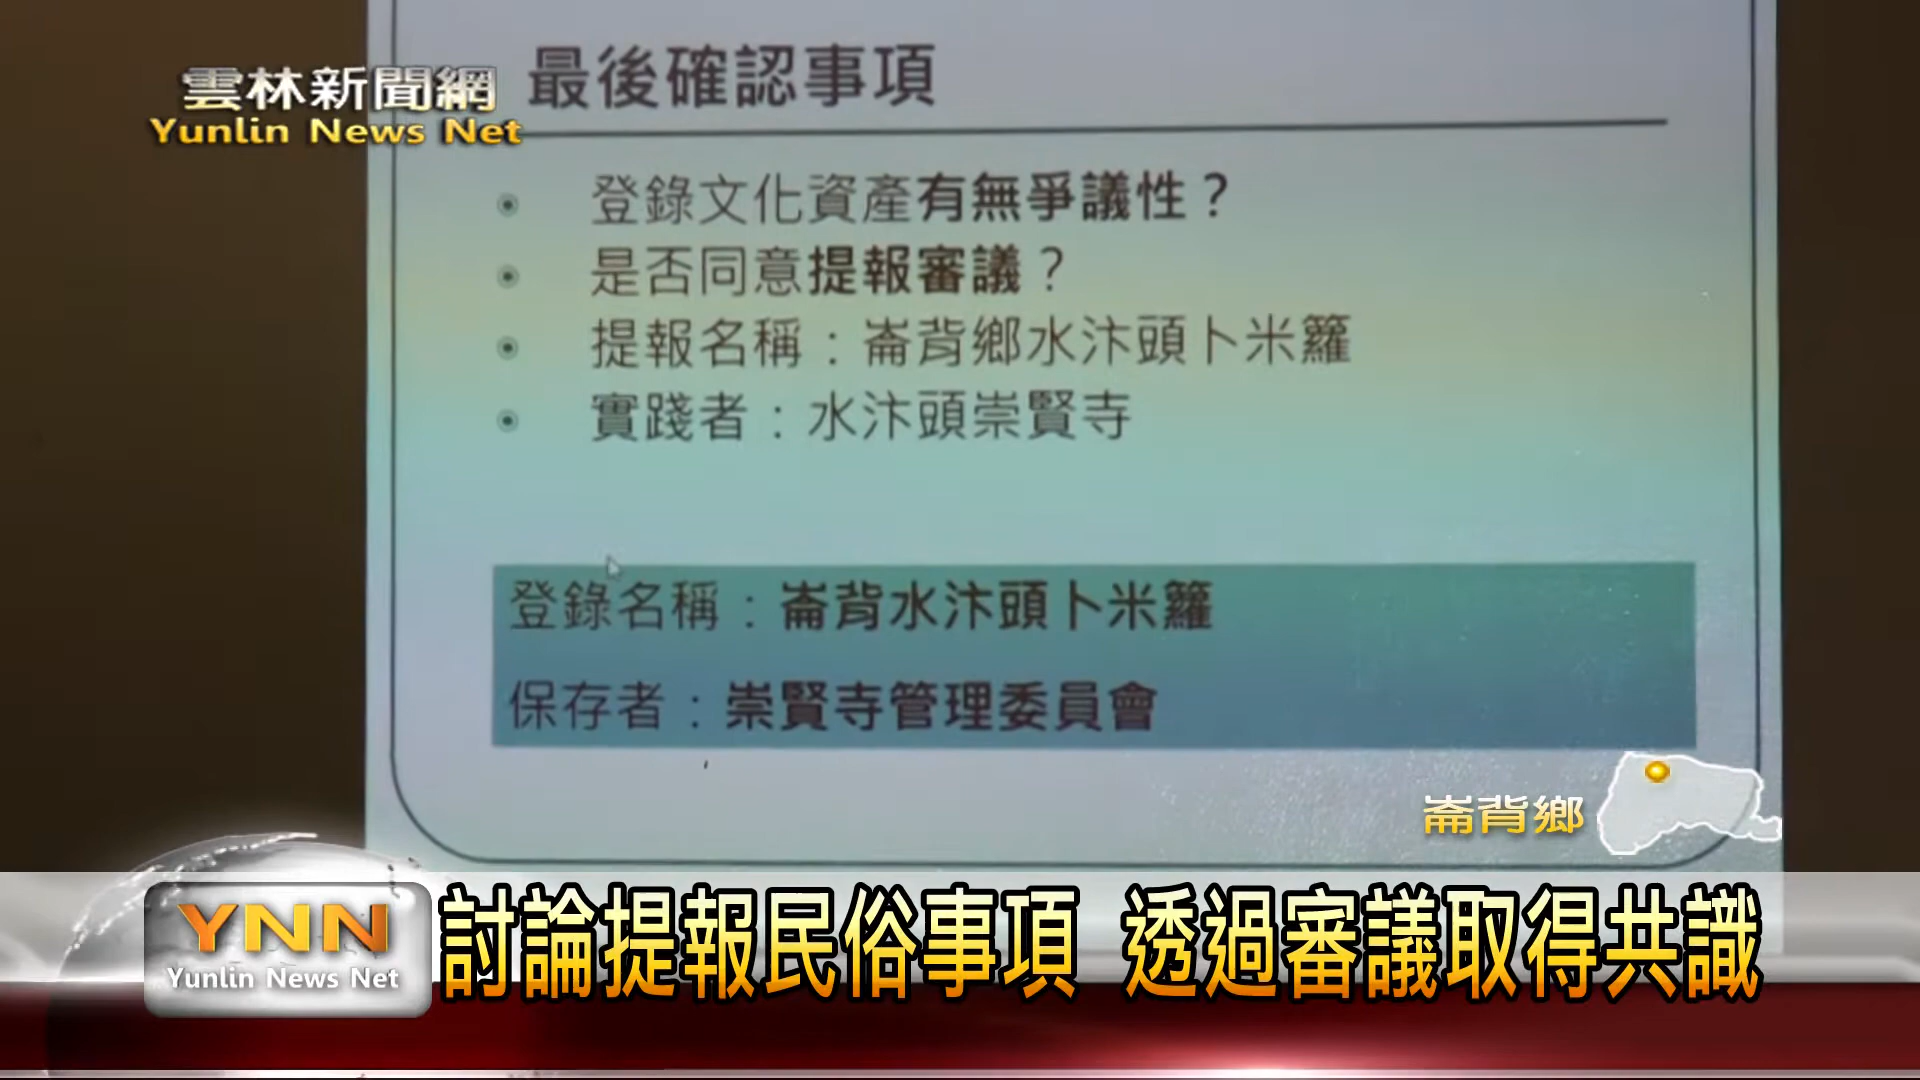 雲林新聞網
Yunlin News Net
最後確認事項
登錄文化資產有無爭議性？
是否同意提報審議？
提報名稱：崙背鄉水汴頭卜米籮
實踐者：水汴頭崇賢寺
登錄名稱：崙背水汴頭卜米籮
保存者：崇賢寺管理委員會
崙背鄉
YNN
Yunlin News Net
討論提報民俗事項 透過審議取得共識